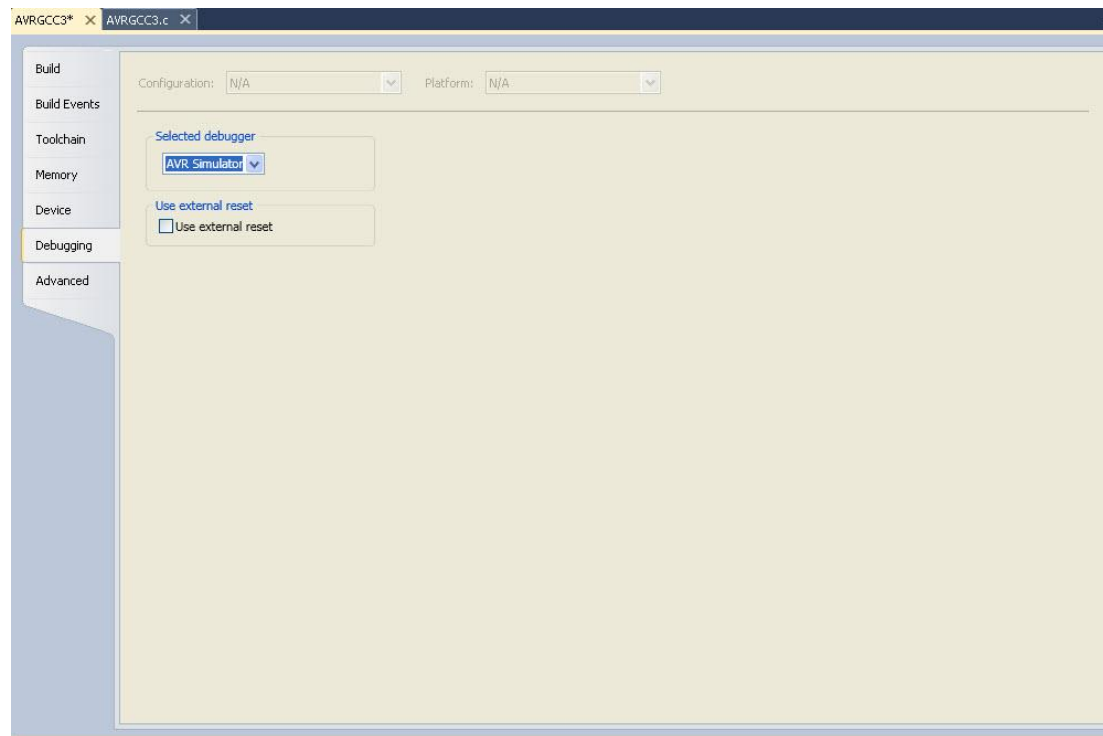 AVRGCC3* AVRGCC3.c
Build
Build Events
Toolchain
Memory
Device
Debugging
Advanced
Configuration: N/A Platform: N/A
Selected debugger
AVR Simulator
Use external reset
Use external reset